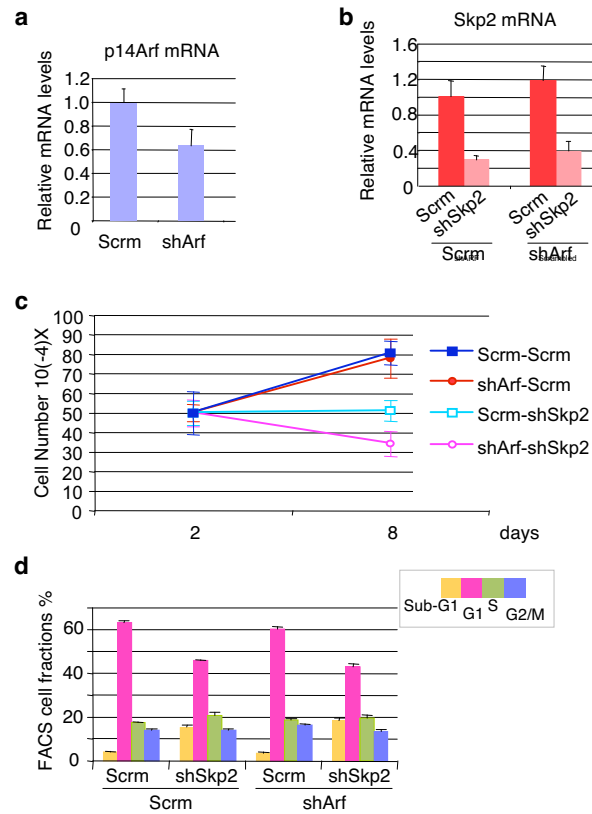 a
p14Arf mRNA
Relative mRNA levels
1.2
1.0
0.8
0.6
0.4
0.2
0
Scrm shArf
b
Skp2 mRNA
Relative mRNA levels
1.6
1.2
0.8
0.4
0
Scrm shSkp2 Scrm shSkp2
Scrm shArf
c
Cell Number 10(-4)X
100
90
80
70
60
50
40
30
20
10
0
2 8 days
Scrm-Scrm
shArf-Scrm
Scrm-shSkp2
shArf-shSkp2
d
FACS cell fractions %
60
40
20
0
Scrm shSkp2 Scrm shSkp2
Scrm shArf
Sub-G1 G1 S G2/M